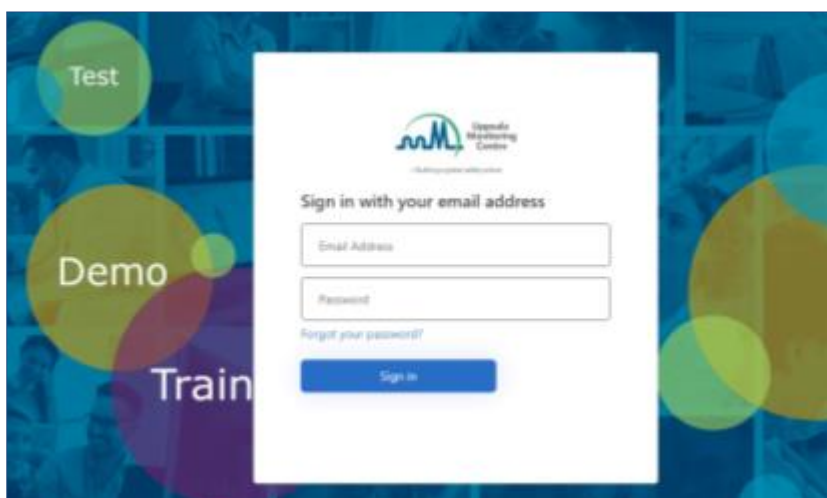 Test
Demo
Train
Uppsala
Monitoring
Centre
Sign in with your email address
Email Address
Password
Forgot your password?
Sign in